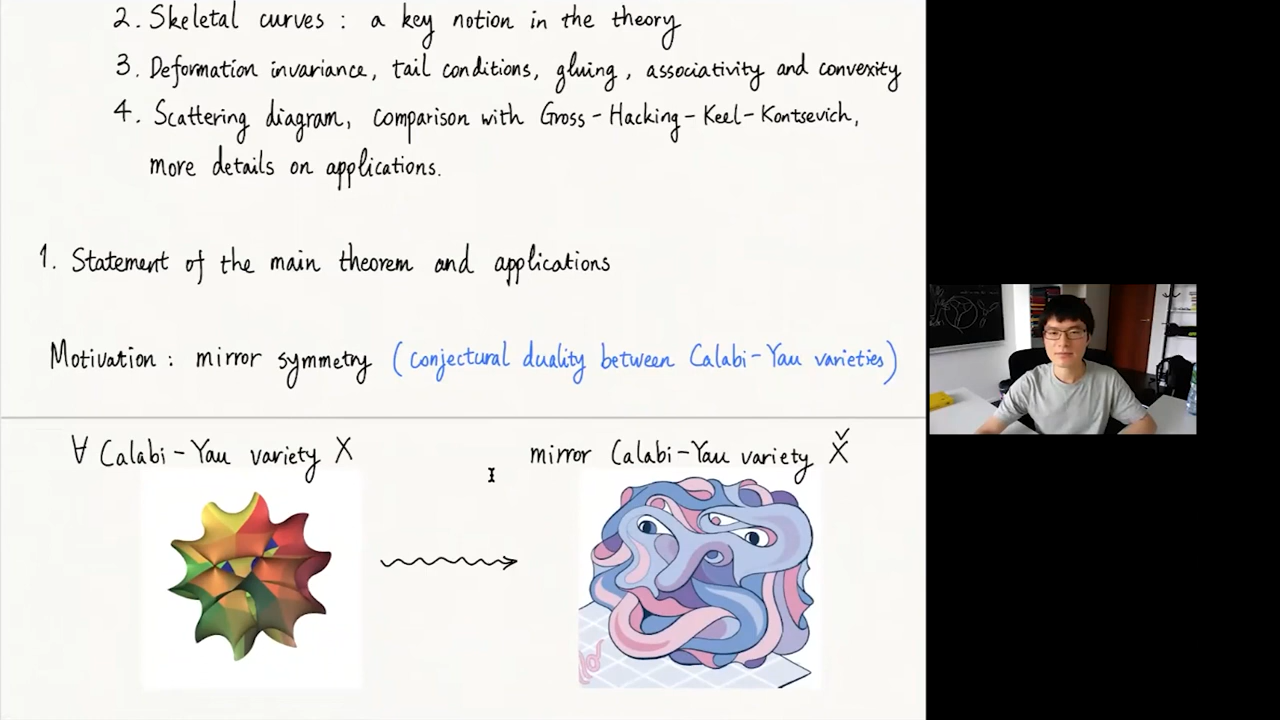 2. Skeletal curves : a key notion in the theory
3. Deformation invariance, tail conditions, gluing, associativity and convexity
4. Scattering diagram, comparison with Gross-Hacking-Keel-Kontsevich,
more details on applications.
1. Statement of the main theorem and applications
Motivation : mirror symmetry (conjectural duality between Calabi-Yau varieties)
∀ Calabi-Yau variety X
mirror Calabi-Yau variety X̌